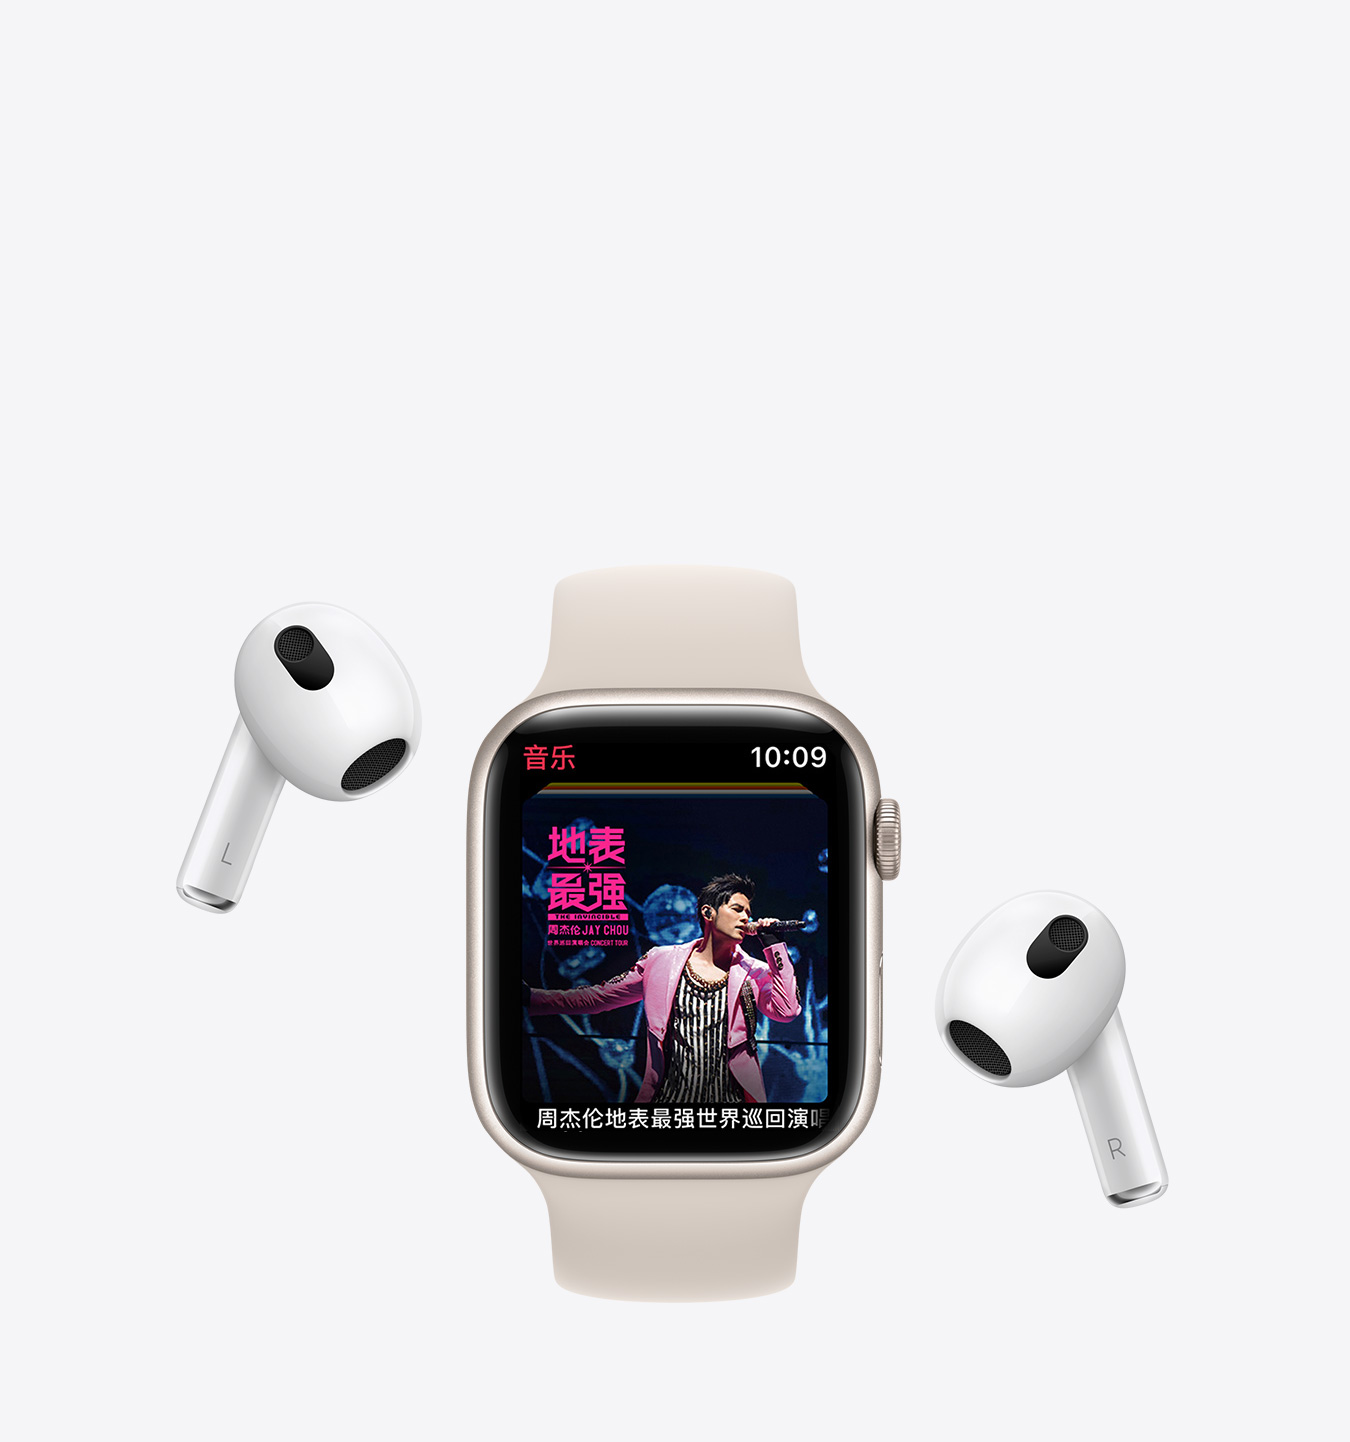 音乐
10:09
地表
最强
THE INVINCIBLE
周杰伦 JAY CHOU
世界巡回演唱会 CONCERT TOUR
周杰伦地表最强世界巡回演唱
L
R